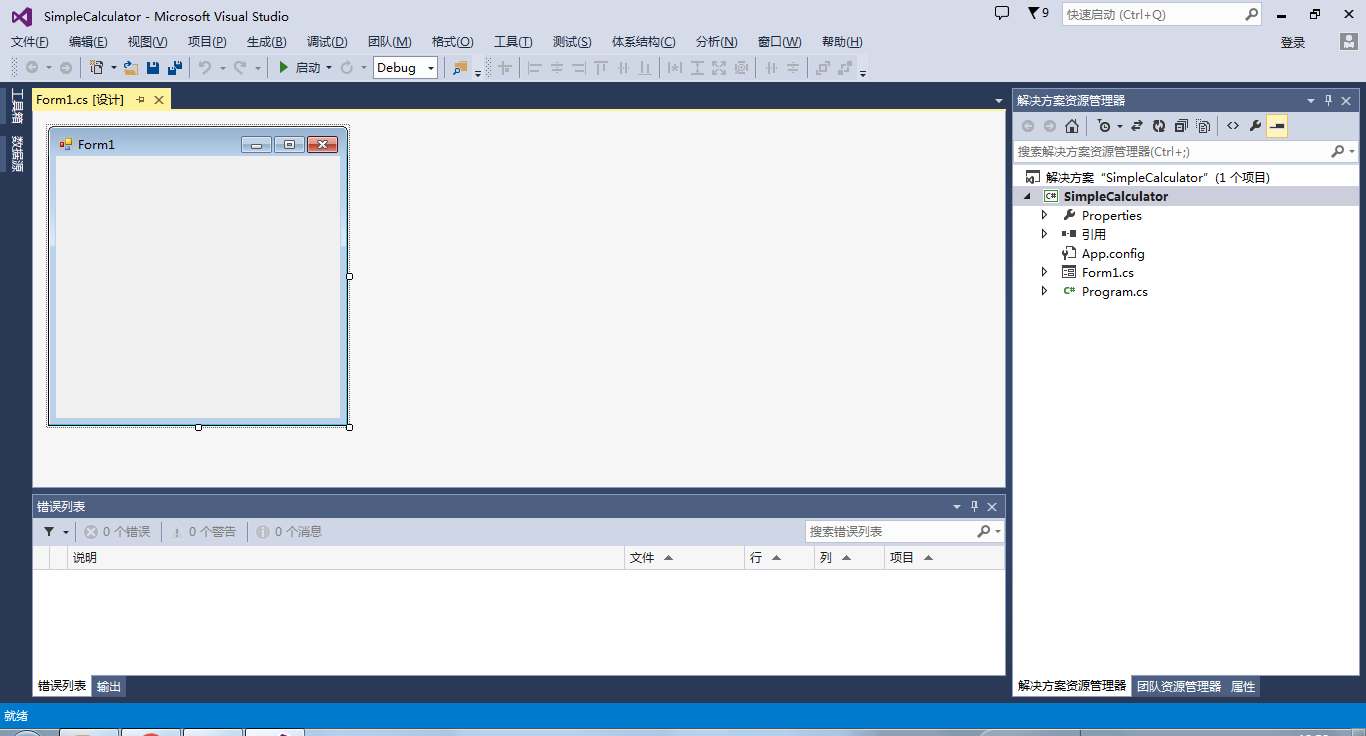 SimpleCalculator - Microsoft Visual Studio
9
快速启动 (Ctrl+Q)
文件(F) 编辑(E) 视图(V) 项目(P) 生成(B) 调试(D) 团队(M) 格式(O) 工具(T) 测试(S) 体系结构(C) 分析(N) 窗口(W) 帮助(H)
登录
启动 Debug
工具箱
数据源
Form1.cs [设计]
Form1
解决方案资源管理器
搜索解决方案资源管理器(Ctrl+;)
解决方案“SimpleCalculator”(1 个项目)
C# SimpleCalculator
Properties
引用
App.config
Form1.cs
C# Program.cs
错误列表
0 个错误 0 个警告 0 个消息
搜索错误列表
说明 文件 行 列 项目
错误列表 输出
解决方案资源管理器 团队资源管理器 属性
就绪